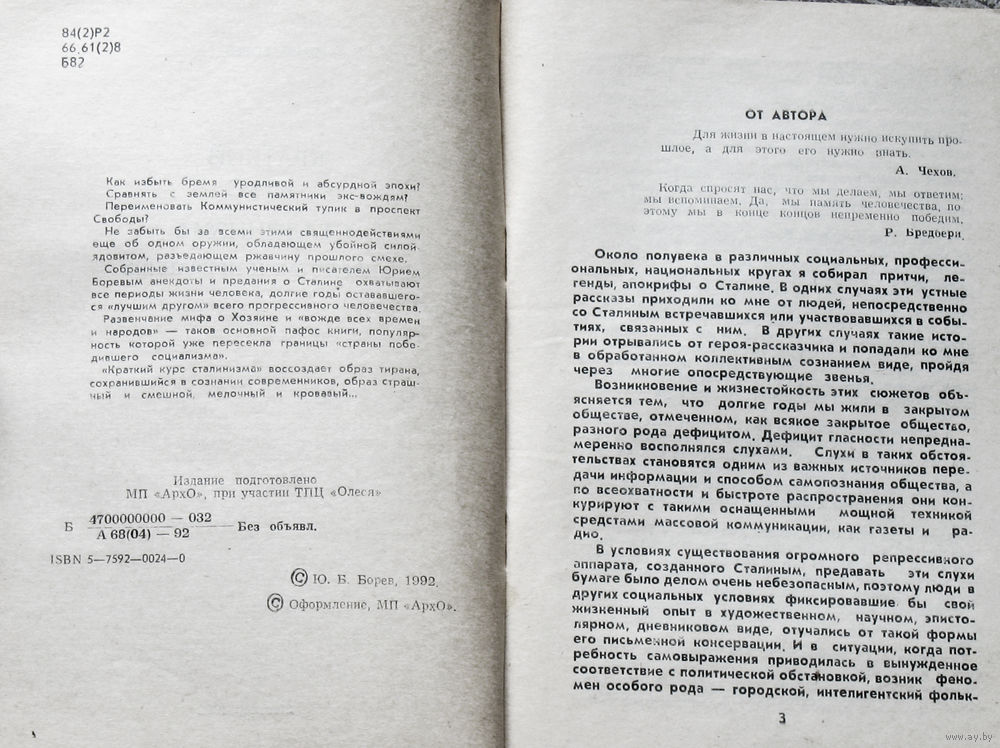 84(2)Р2
66.61(2)8
Б82
Как избыть бремя уродливой и абсурдной эпохи?
Сравнять с землей все памятники экс-вождям?
Переименовать Коммунистический тупик в проспект
Свободы?
Не забыть бы за всеми этими священнодействиями
еще об одном оружии, обладающем убойной силой
ядовитом, разъедающем ржавчину прошлого смехе.
Собранные известным ученым и писателем Юрием
Боревым анекдоты и предания о Сталине охватывают
все периоды жизни человека, долгие годы остававшего-
ся «лучшим другом» всего прогрессивного человечества.
Развенчание мифа о Хозяине и «вожде всех времен
и народов» — таков основной пафос книги, популяр-
ность которой уже пересекла границы «страны побе-
дившего социализма».
«Краткий курс сталинизма» воссоздает образ тирана,
сохранившийся в сознании современников, образ страш-
ный и смешной, мелочный и кровавый...
Издание подготовлено
МП «АрхО», при участии ТПЦ «Олеся»
Б 4700000000 — 032
А 68(04) — 92 Без объявл.
ISBN 5—7592—0024—0
© Ю. Б. Борев, 1992.
© Оформление, МП «АрхО».
ОТ АВТОРА
Для жизни в настоящем нужно искупить про-
шлое, а для этого его нужно знать.
А. Чехов.
Когда спросят нас, что мы делаем, мы ответим:
мы вспоминаем. Да, мы память человечества, по
этому мы в конце концов непременно победим.
Р. Бредбери.
Около полувека в различных социальных, професси-
ональных, национальных кругах я собирал притчи, ле-
генды, апокрифы о Сталине. В одних случаях эти устные
рассказы приходили ко мне от людей, непосредственно
со Сталиным встречавшихся или участвовавшихся в собы-
тиях, связанных с ним. В других случаях такие исто-
рии отрывались от героя-рассказчика и попадали ко мне
в обработанном коллективным сознанием виде, пройдя
через многие опосредствующие звенья.
Возникновение и жизнестойкость этих сюжетов объ-
ясняется тем, что долгие годы мы жили в закрытом
обществе, отмеченном, как всякое закрытое общество,
разного рода дефицитом. Дефицит гласности непредна-
меренно восполнялся слухами. Слухи в таких обстоя-
тельствах становятся одним из важных источников пере-
дачи информации и способом самопознания общества, а
по всеохватности и быстроте распространения они кон-
курируют с такими оснащенными мощной техникой
средствами массовой коммуникации, как газеты и ра-
дио.
В условиях существования огромного репрессивного
аппарата, созданного Сталиным, предавать эти слухи
бумаге было делом очень небезопасным, поэтому люди в
других социальных условиях фиксировавшие бы свой
жизненный опыт в художественном, научном, эписто-
лярном, дневниковом виде, отучались от такой формы
его письменной консервации. И в ситуации, когда пот-
ребность самовыражения приводилась в вынужденное
соответствие с политической обстановкой, возник фено-
мен особого рода — городской, интелигентский фольк-
3
www.ay.by